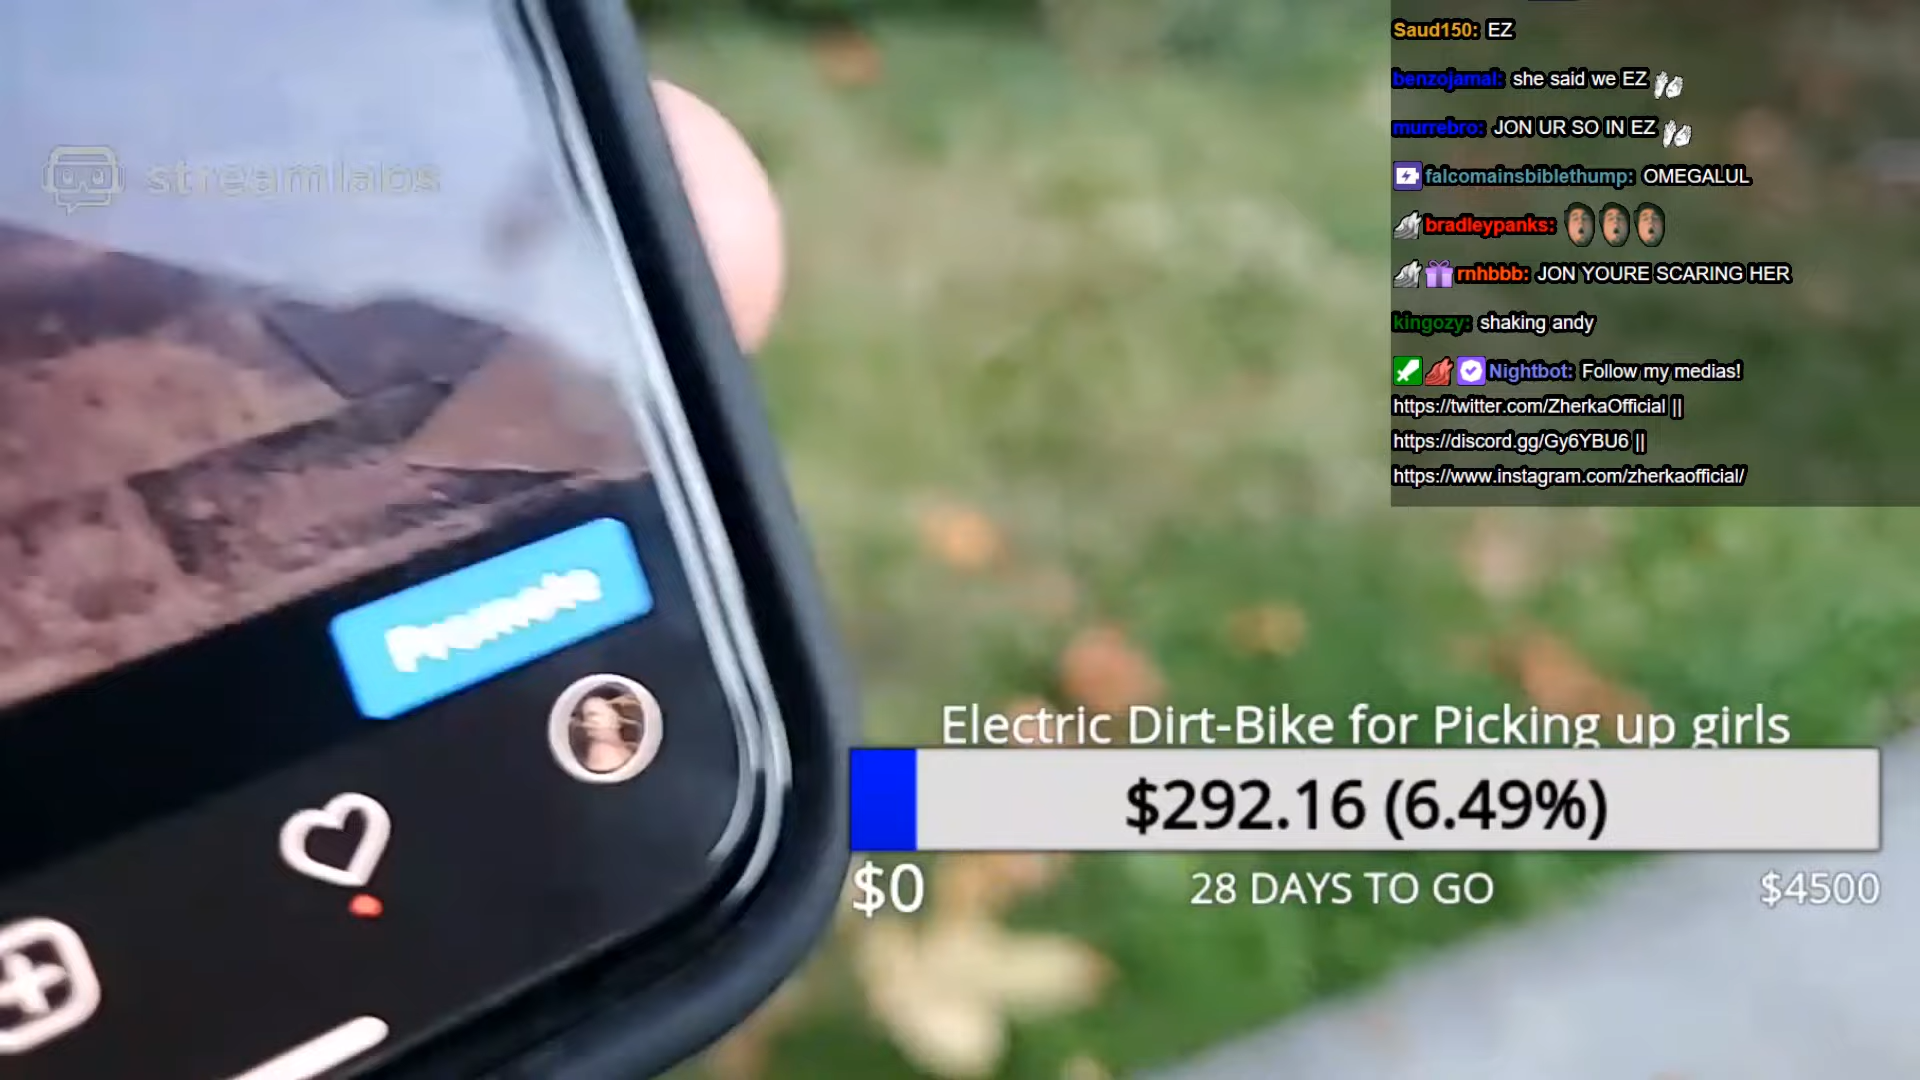 Saud150: EZ
benzojamal: she said we EZ
murrebro: JON UR SO IN EZ
falcomainsbiblethump: OMEGALUL
bradleypanks:
rnhbbb: JON YOURE SCARING HER
kingozy: shaking andy
Nightbot: Follow my medias!
https://twitter.com/ZherkaOfficial ||
https://discord.gg/Gy6YBU6 ||
https://www.instagram.com/zherkaofficial/
streamlabs
Promote
Electric Dirt-Bike for Picking up girls
$292.16 (6.49%)
$0
28 DAYS TO GO
$4500